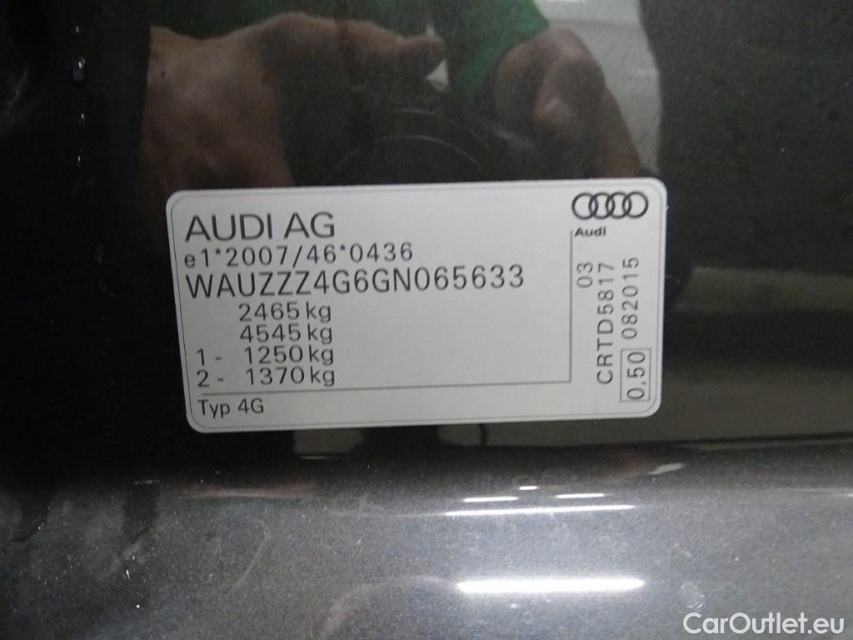 AUDI AG
e1*2007/46*0436
WAUZZZ4G6GN065633
2465 kg
4545 kg
1 - 1250 kg
2 - 1370 kg
Typ 4G
Audi
03
CRTD5817
0.50 082015
CarOutlet.eu